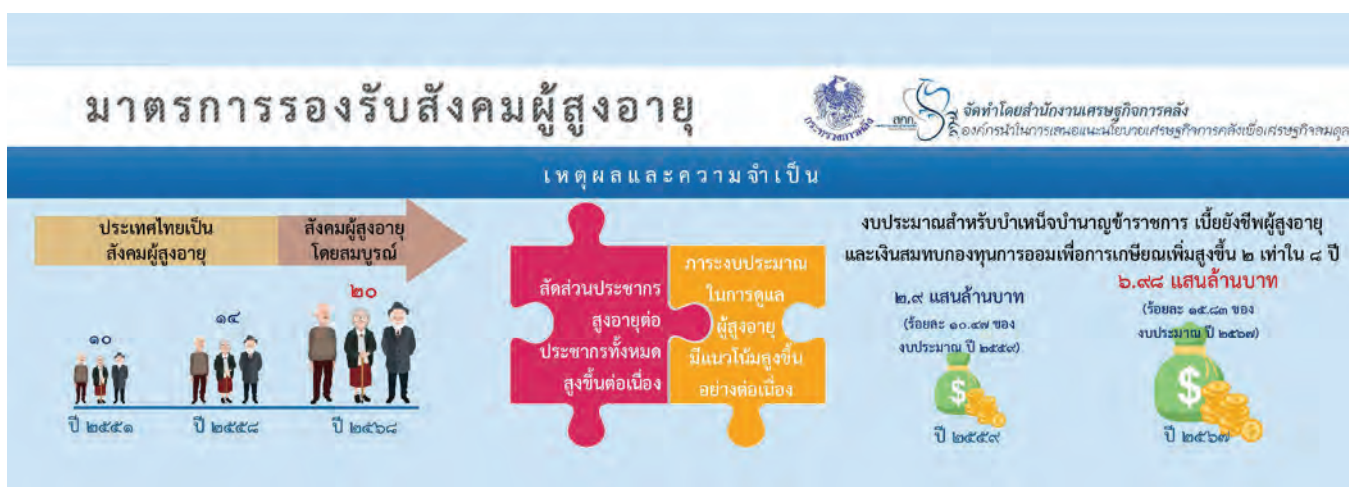 มาตรการรองรับสังคมผู้สูงอายุ
กระทรวงการคลัง
สศค.
จัดทำโดยสำนักงานเศรษฐกิจการคลัง
องค์กรนำในการเสนอแนะนโยบายเศรษฐกิจการคลังเพื่อเศรษฐกิจสมดุล
เหตุผลและความจำเป็น
ประเทศไทยเป็น
สังคมผู้สูงอายุ
สังคมผู้สูงอายุ
โดยสมบูรณ์
๑๐
๑๔
๒๐
ปี ๒๕๕๑
ปี ๒๕๕๘
ปี ๒๕๖๘
สัดส่วนประชากร
สูงอายุต่อ
ประชากรทั้งหมด
สูงขึ้นต่อเนื่อง
ภาระงบประมาณ
ในการดูแล
ผู้สูงอายุ
มีแนวโน้มสูงขึ้น
อย่างต่อเนื่อง
งบประมาณสำหรับบำเหน็จบำนาญข้าราชการ เบี้ยยังชีพผู้สูงอายุ
และเงินสมทบกองทุนการออมเพื่อการเกษียณเพิ่มสูงขึ้น ๒ เท่าใน ๘ ปี
๒.๙ แสนล้านบาท
(ร้อยละ ๑๐.๔๗ ของ
งบประมาณ ปี ๒๕๕๙)
$
ปี ๒๕๕๙
๖.๙๘ แสนล้านบาท
(ร้อยละ ๑๕.๘๓ ของ
งบประมาณ ปี ๒๕๖๗)
$
ปี ๒๕๖๗